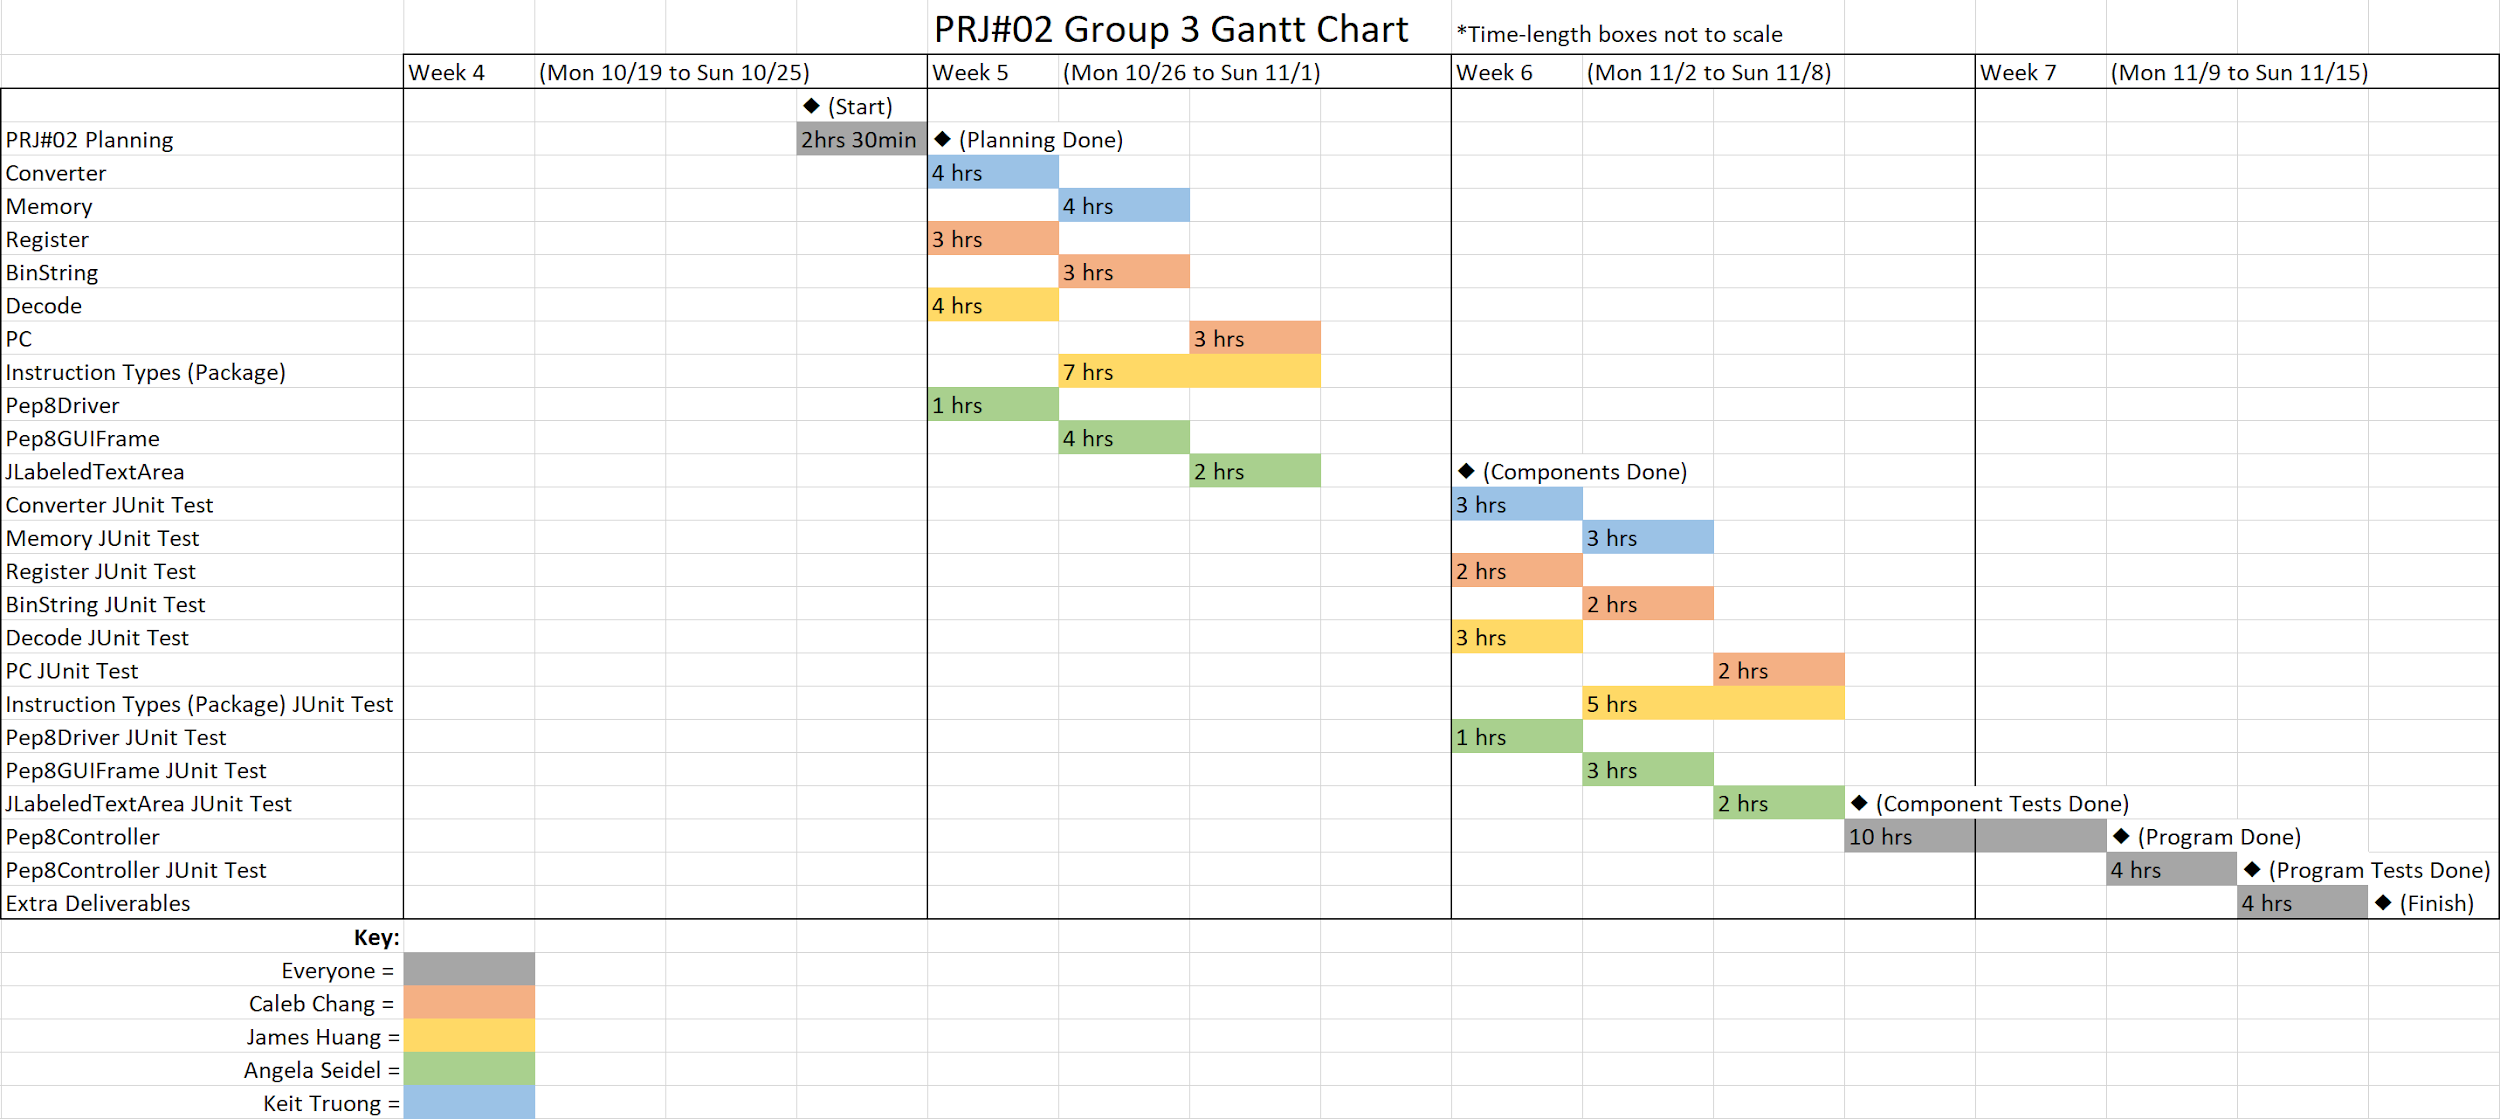 PRJ#02 Group 3 Gantt Chart *Time-length boxes not to scale
Week 4 (Mon 10/19 to Sun 10/25) Week 5 (Mon 10/26 to Sun 11/1) Week 6 (Mon 11/2 to Sun 11/8) Week 7 (Mon 11/9 to Sun 11/15)
◆ (Start)
PRJ#02 Planning 2hrs 30min ◆ (Planning Done)
Converter 4 hrs
Memory 4 hrs
Register 3 hrs
BinString 3 hrs
Decode 4 hrs
PC 3 hrs
Instruction Types (Package) 7 hrs
Pep8Driver 1 hrs
Pep8GUIFrame 4 hrs
JLabeledTextArea 2 hrs ◆ (Components Done)
Converter JUnit Test 3 hrs
Memory JUnit Test 3 hrs
Register JUnit Test 2 hrs
BinString JUnit Test 2 hrs
Decode JUnit Test 3 hrs
PC JUnit Test 2 hrs
Instruction Types (Package) JUnit Test 5 hrs
Pep8Driver JUnit Test 1 hrs
Pep8GUIFrame JUnit Test 3 hrs
JLabeledTextArea JUnit Test 2 hrs ◆ (Component Tests Done)
Pep8Controller 10 hrs ◆ (Program Done)
Pep8Controller JUnit Test 4 hrs ◆ (Program Tests Done)
Extra Deliverables 4 hrs ◆ (Finish)
Key:
Everyone =
Caleb Chang =
James Huang =
Angela Seidel =
Keit Truong =